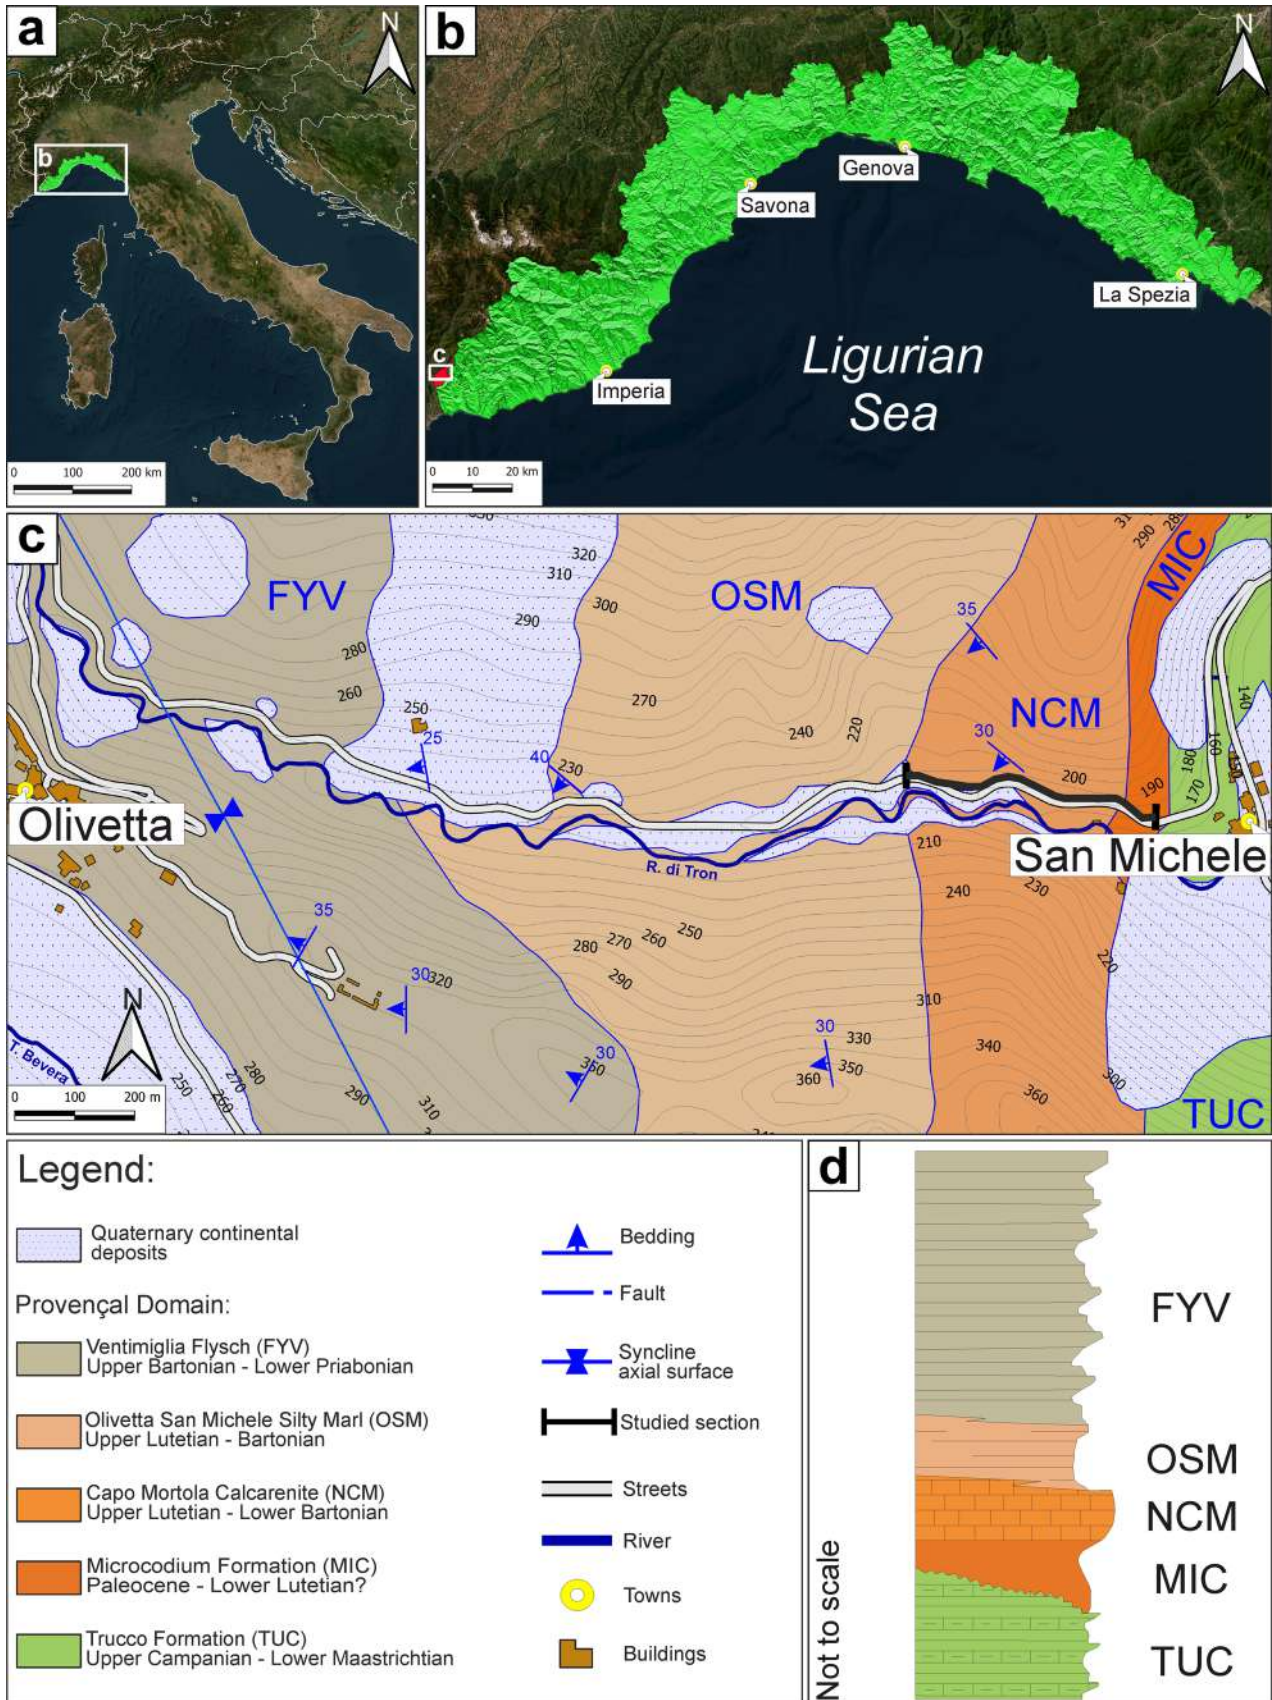 a
N
b
0 100 200 km
b
N
Genova
Savona
La Spezia
c
Imperia
Ligurian
Sea
0 10 20 km
c
FYV
OSM
MIC
NCM
TUC
320
310
300
290
280
260
250
270
240
220
230
200
190
310
290
280
140
160
180
170
150
35
30
25
40
Olivetta
San Michele
R. di Tron
210
240
230
220
250
260
270
280
290
310
340
300
360
35
30
320
30
350
30
330
350
360
N
T. Bevera
250
260
270
280
290
310
0 100 200 m
Legend:
Quaternary continental
deposits
Provençal Domain:
Ventimiglia Flysch (FYV)
Upper Bartonian - Lower Priabonian
Olivetta San Michele Silty Marl (OSM)
Upper Lutetian - Bartonian
Capo Mortola Calcarenite (NCM)
Upper Lutetian - Lower Bartonian
Microcodium Formation (MIC)
Paleocene - Lower Lutetian?
Trucco Formation (TUC)
Upper Campanian - Lower Maastrichtian
Bedding
Fault
Syncline
axial surface
Studied section
Streets
River
Towns
Buildings
d
FYV
OSM
NCM
MIC
TUC
Not to scale